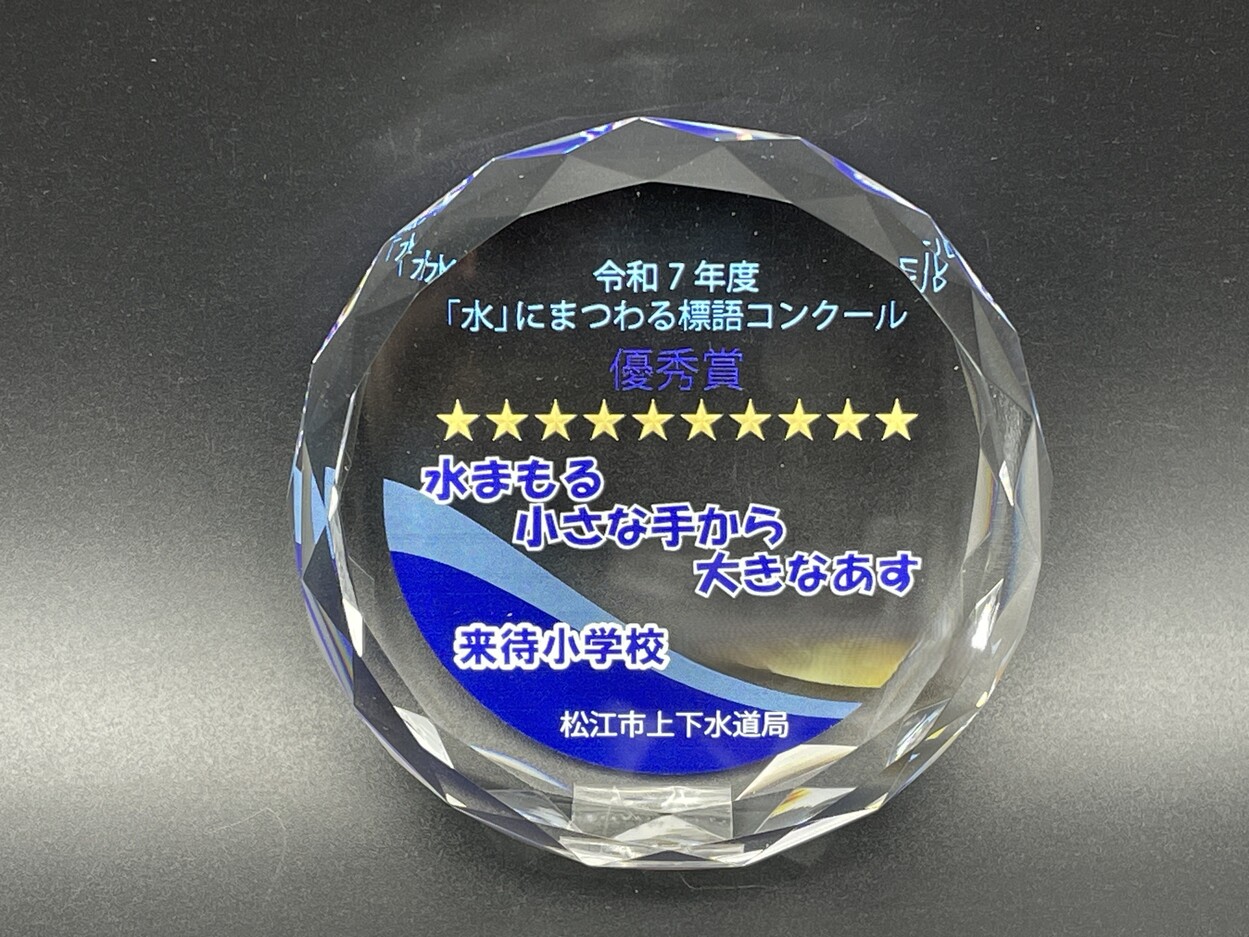 令和7年度
「水」にまつわる標語コンクール
優秀賞
★★★★★★★★★★
水まもる
小さな手から
大きなあす
来待小学校
松江市上下水道局